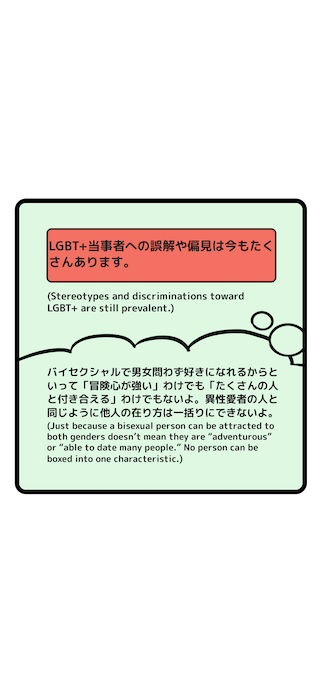 LGBT+当事者への誤解や偏見は今もたく
さんあります。
(Stereotypes and discriminations toward
LGBT+ are still prevalent.)
バイセクシャルで男女問わず好きになれるからと
いって「冒険心が強い」わけでも「たくさんの人
と付き合える」わけでもないよ。異性愛者の人と
同じように他人の在り方は一括りにできないよ。
(Just because a bisexual person can be attracted to
both genders doesn’t mean they are “adventurous”
or “able to date many people.” No person can be
boxed into one characteristic.)